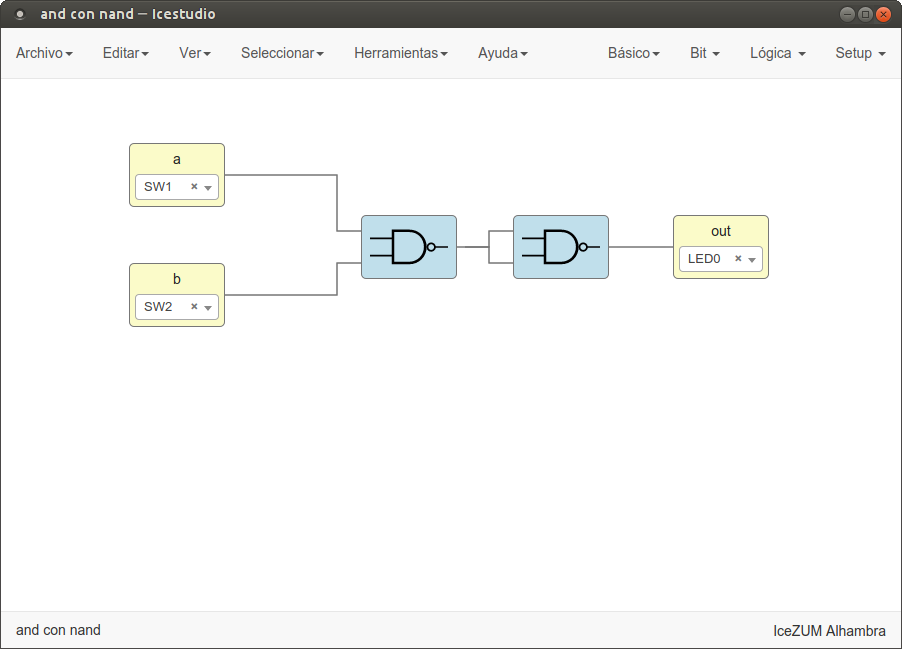 and con nand — Icestudio
Archivo Editar Ver Seleccionar Herramientas Ayuda Básico Bit Lógica Setup
a
SW1 ×
b
SW2 ×
out
LED0 ×
and con nand IceZUM Alhambra